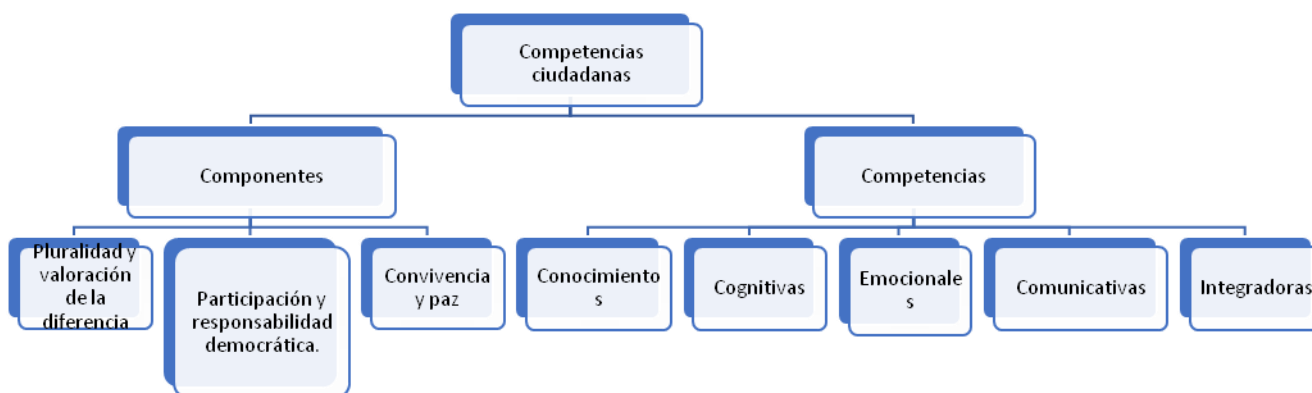 Competencias
ciudadanas
Componentes
Competencias
Pluralidad y
valoración
de la
diferencia
Participación y
responsabilidad
democrática.
Convivencia
y paz
Conocimiento
s
Cognitivas
Emocionale
s
Comunicativas
Integradoras